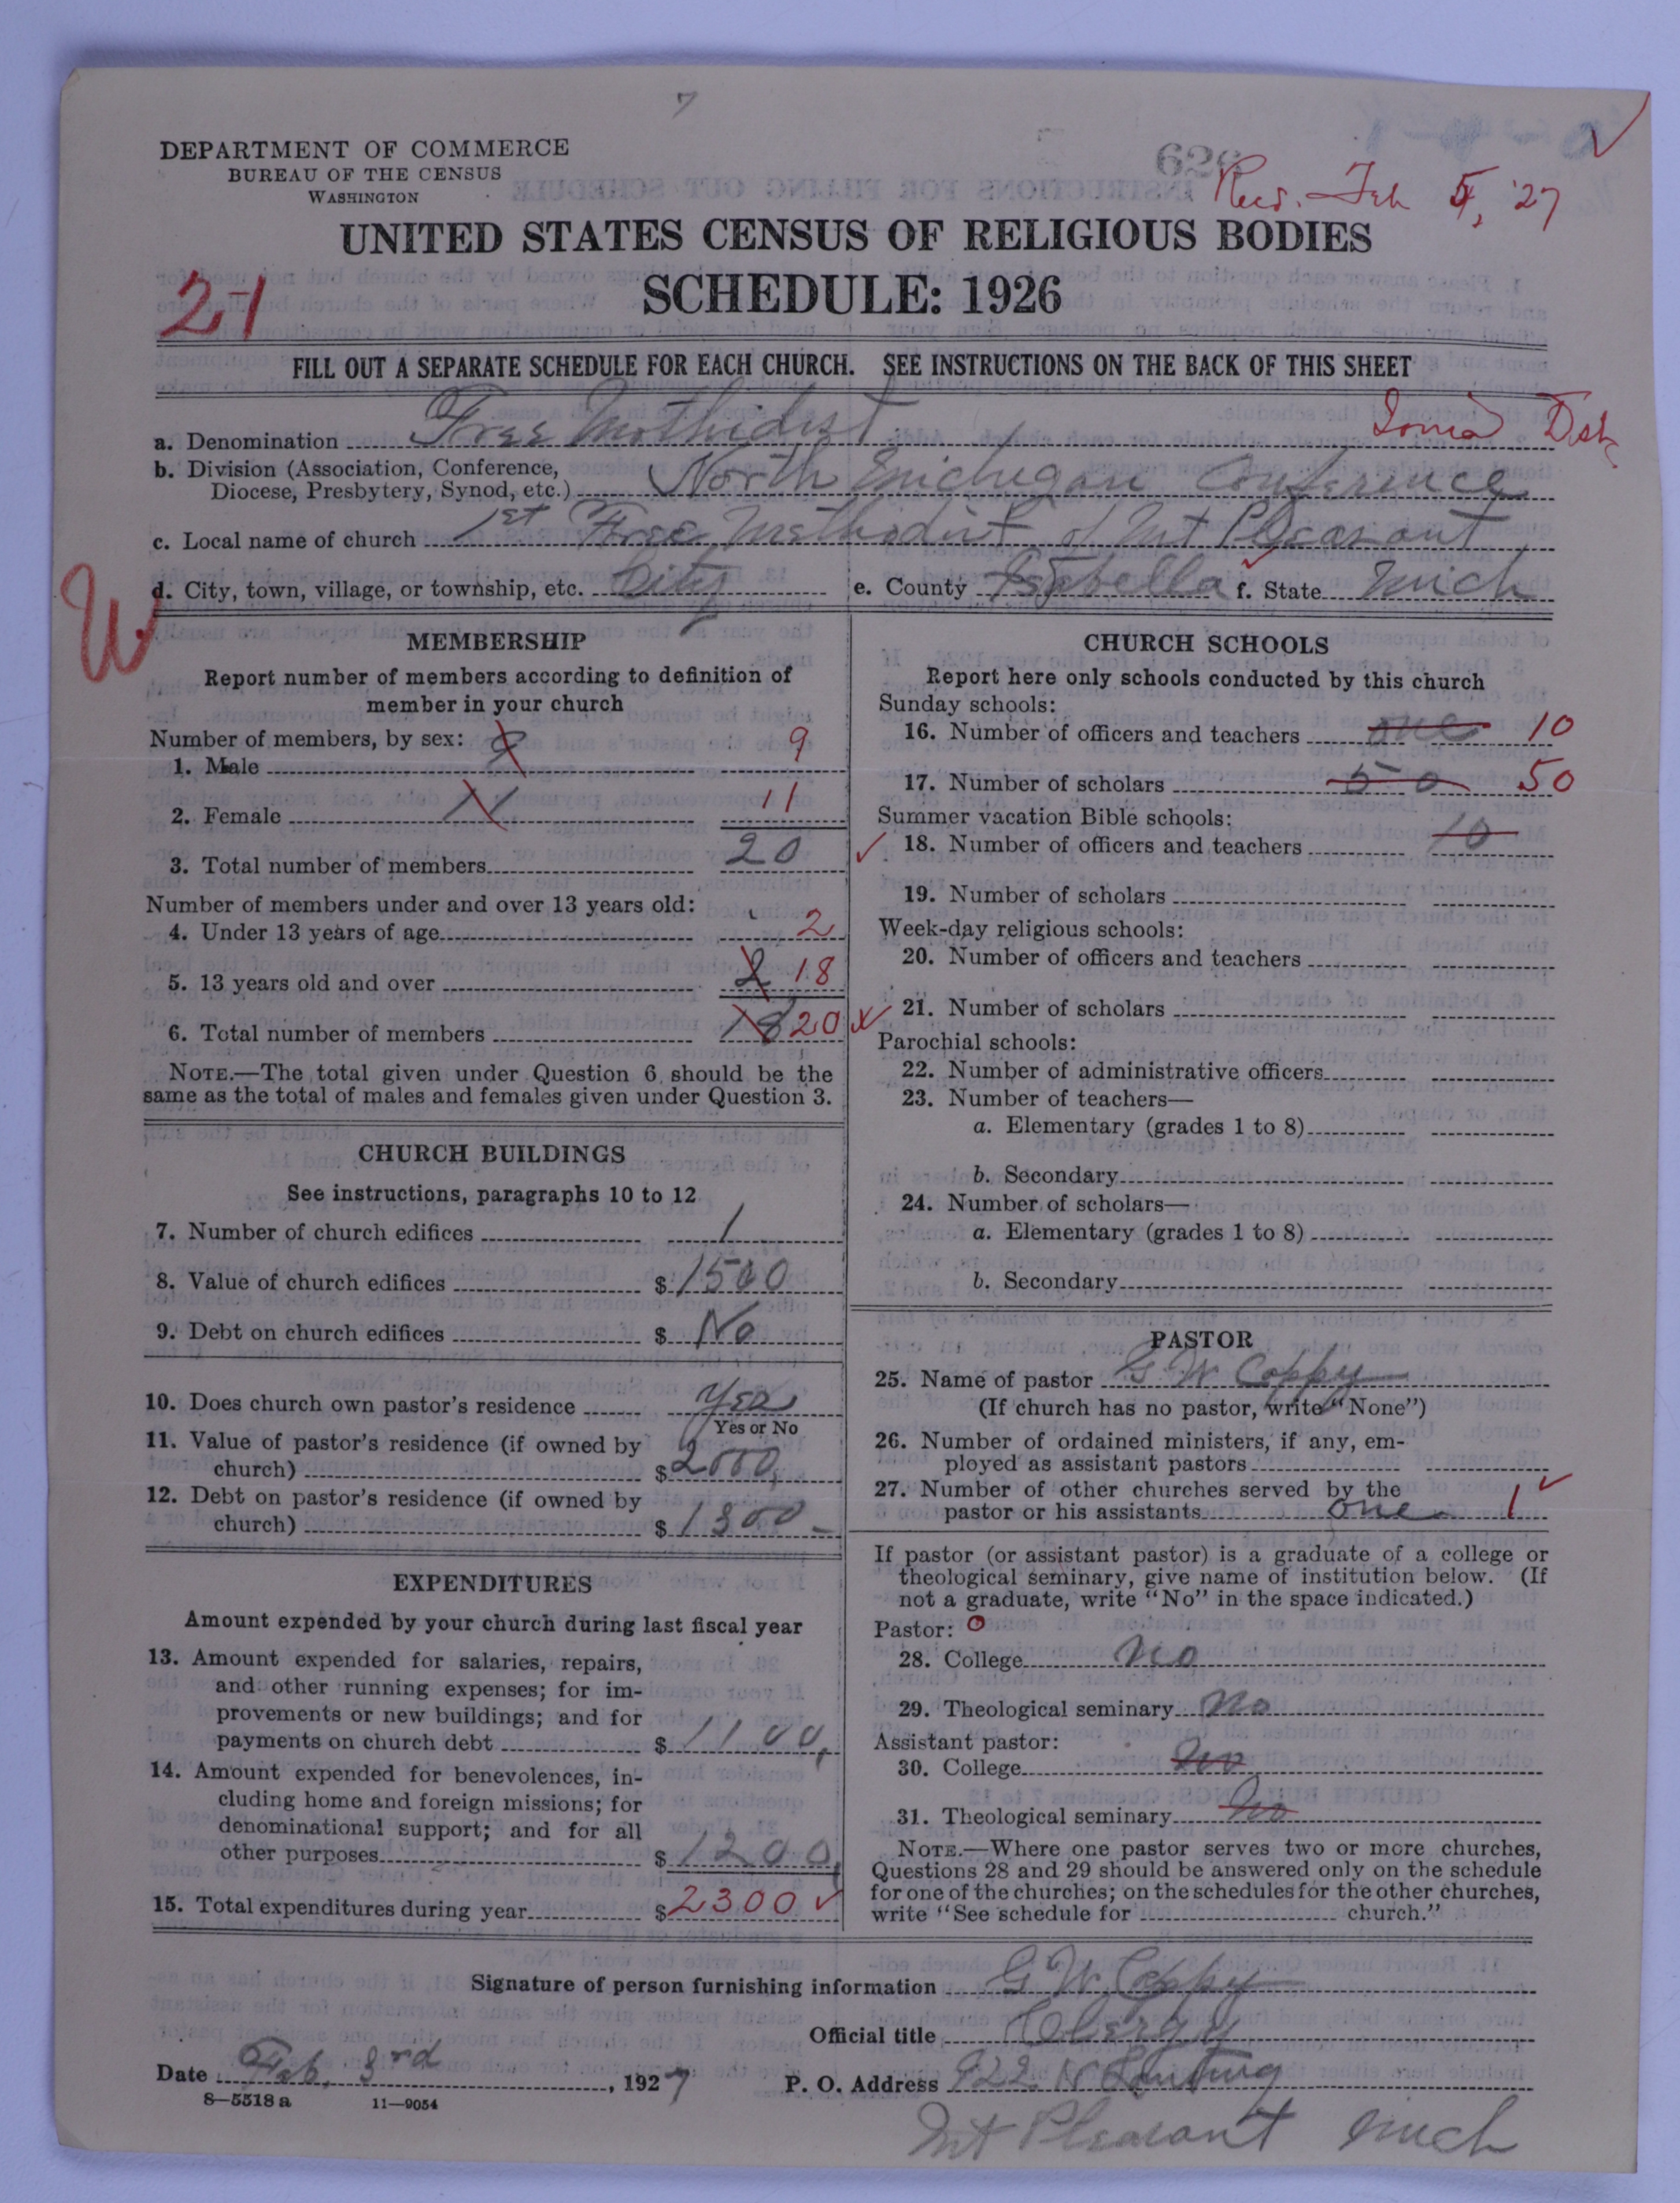 7
DEPARTMENT OF COMMERCE
BUREAU OF THE CENSUS
WASHINGTON
628
Recd. Feb 5, '27
UNITED STATES CENSUS OF RELIGIOUS BODIES
SCHEDULE: 1926
21
FILL OUT A SEPARATE SCHEDULE FOR EACH CHURCH. SEE INSTRUCTIONS ON THE BACK OF THIS SHEET
Ionia Dist
a. Denomination Free Methodist
b. Division (Association, Conference,
Diocese, Presbytery, Synod, etc.) North Michigan Conference
c. Local name of church 1st Free Methodist of Mt Pleasant
W
d. City, town, village, or township, etc. City e. County Isabella f. State Mich
MEMBERSHIP
Report number of members according to definition of
member in your church
Number of members, by sex:
1. Male 9 9
2. Female 11 11
3. Total number of members 20
Number of members under and over 13 years old:
4. Under 13 years of age 2
5. 13 years old and over 2 18
6. Total number of members 18 20
NOTE.—The total given under Question 6 should be the
same as the total of males and females given under Question 3.
CHURCH BUILDINGS
See instructions, paragraphs 10 to 12
7. Number of church edifices 1
8. Value of church edifices $1500
9. Debt on church edifices $ No
10. Does church own pastor's residence Yes
Yes or No
11. Value of pastor's residence (if owned by
church) $2000
12. Debt on pastor's residence (if owned by
church) $1300
EXPENDITURES
Amount expended by your church during last fiscal year
13. Amount expended for salaries, repairs,
and other running expenses; for im-
provements or new buildings; and for
payments on church debt $1100,
14. Amount expended for benevolences, in-
cluding home and foreign missions; for
denominational support; and for all
other purposes $1200,
15. Total expenditures during year $2300 ✓
CHURCH SCHOOLS
Report here only schools conducted by this church
Sunday schools:
16. Number of officers and teachers one 10
17. Number of scholars 50 50
Summer vacation Bible schools:
18. Number of officers and teachers 10
19. Number of scholars
Week-day religious schools:
20. Number of officers and teachers
21. Number of scholars
Parochial schools:
22. Number of administrative officers
23. Number of teachers—
a. Elementary (grades 1 to 8)
b. Secondary
24. Number of scholars—
a. Elementary (grades 1 to 8)
b. Secondary
PASTOR
25. Name of pastor G W Coppy
(If church has no pastor, write "None")
26. Number of ordained ministers, if any, em-
ployed as assistant pastors
27. Number of other churches served by the
pastor or his assistants one 1 ✓
If pastor (or assistant pastor) is a graduate of a college or
theological seminary, give name of institution below. (If
not a graduate, write "No" in the space indicated.)
Pastor: 0
28. College No
29. Theological seminary No
Assistant pastor:
30. College No
31. Theological seminary No
NOTE.—Where one pastor serves two or more churches,
Questions 28 and 29 should be answered only on the schedule
for one of the churches; on the schedules for the other churches,
write "See schedule for church."
Signature of person furnishing information G W Coppy
Official title Clergy
Date Feb, 3rd, 1927 P. O. Address 922 N Lansing
8—5518 a 11—9054
Mt Pleasant Mich